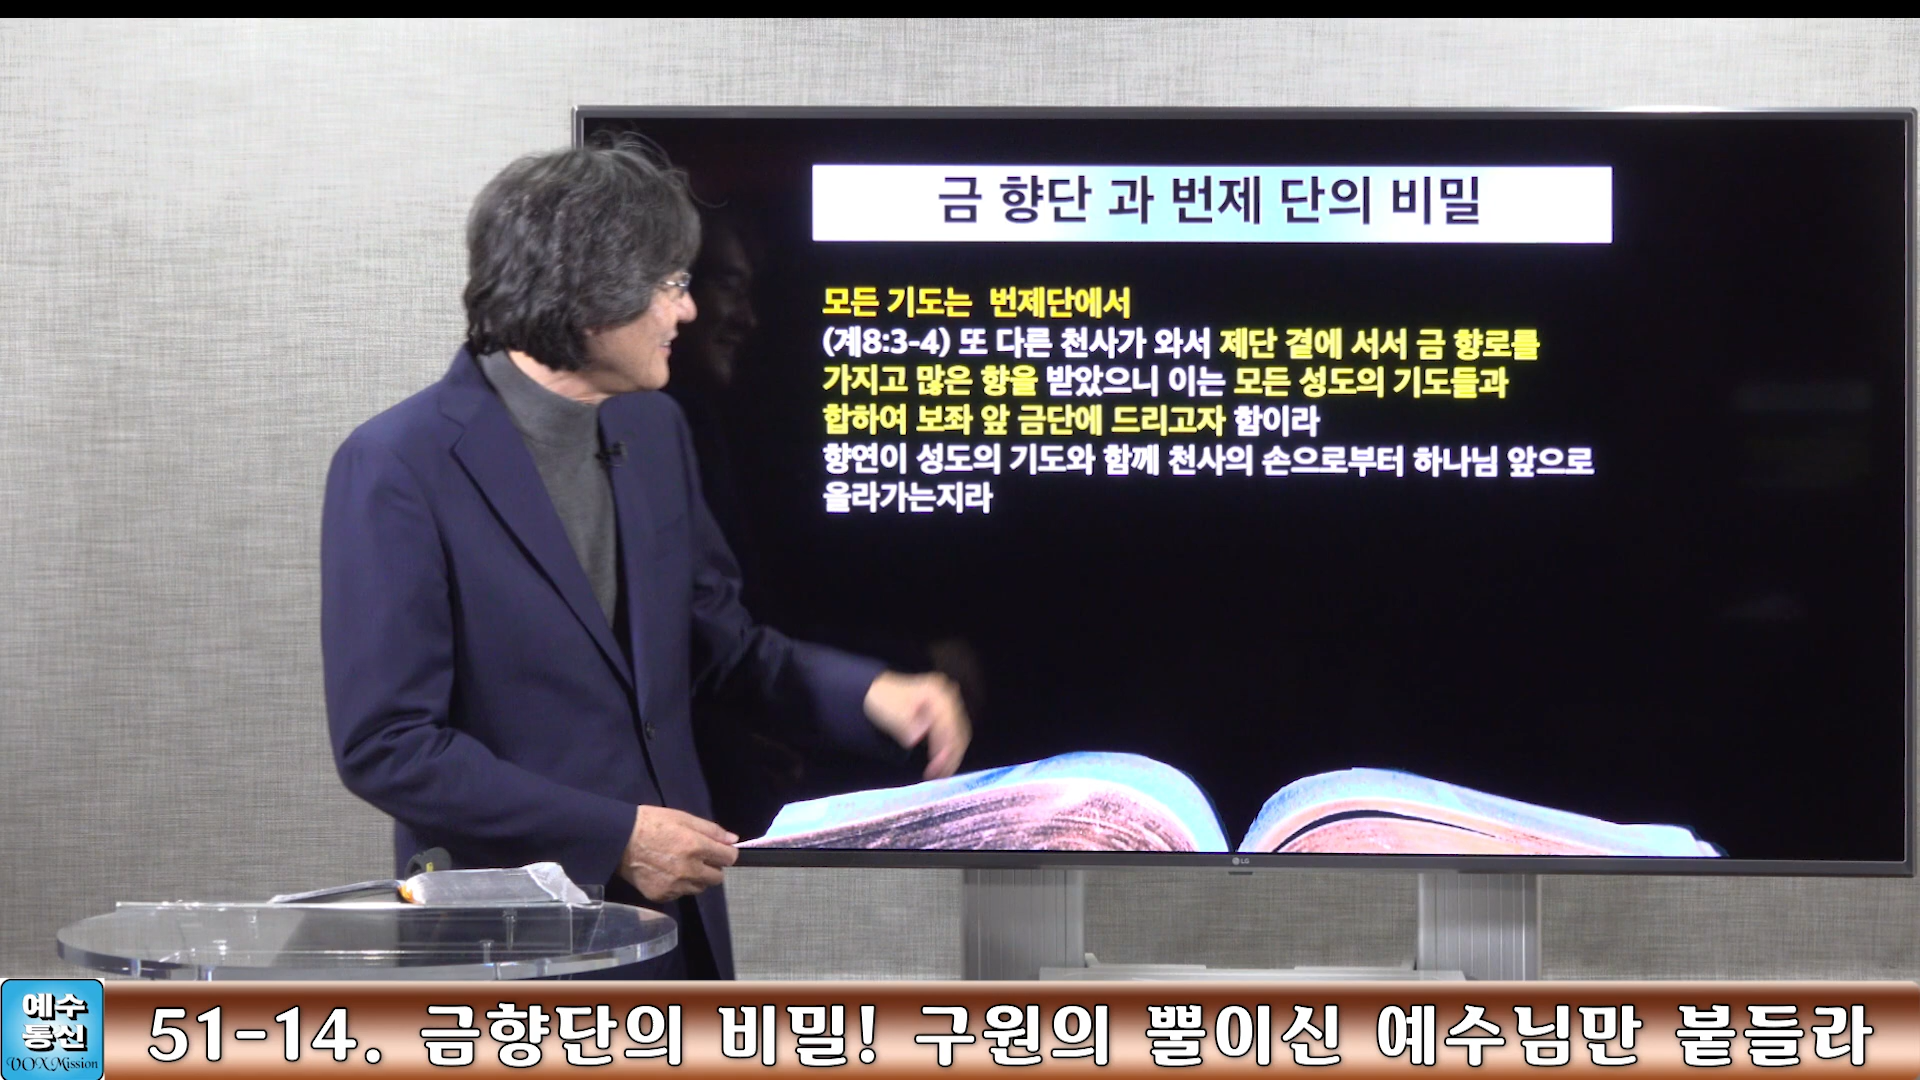 금 향단 과 번제 단의 비밀
모든 기도는 번제단에서
(계8:3-4) 또 다른 천사가 와서 제단 곁에 서서 금 향로를
가지고 많은 향을 받았으니 이는 모든 성도의 기도들과
합하여 보좌 앞 금단에 드리고자 함이라
향연이 성도의 기도와 함께 천사의 손으로부터 하나님 앞으로
올라가는지라
LG
예수
통신
VOX Mission
51-14. 금향단의 비밀! 구원의 뿔이신 예수님만 붙들라